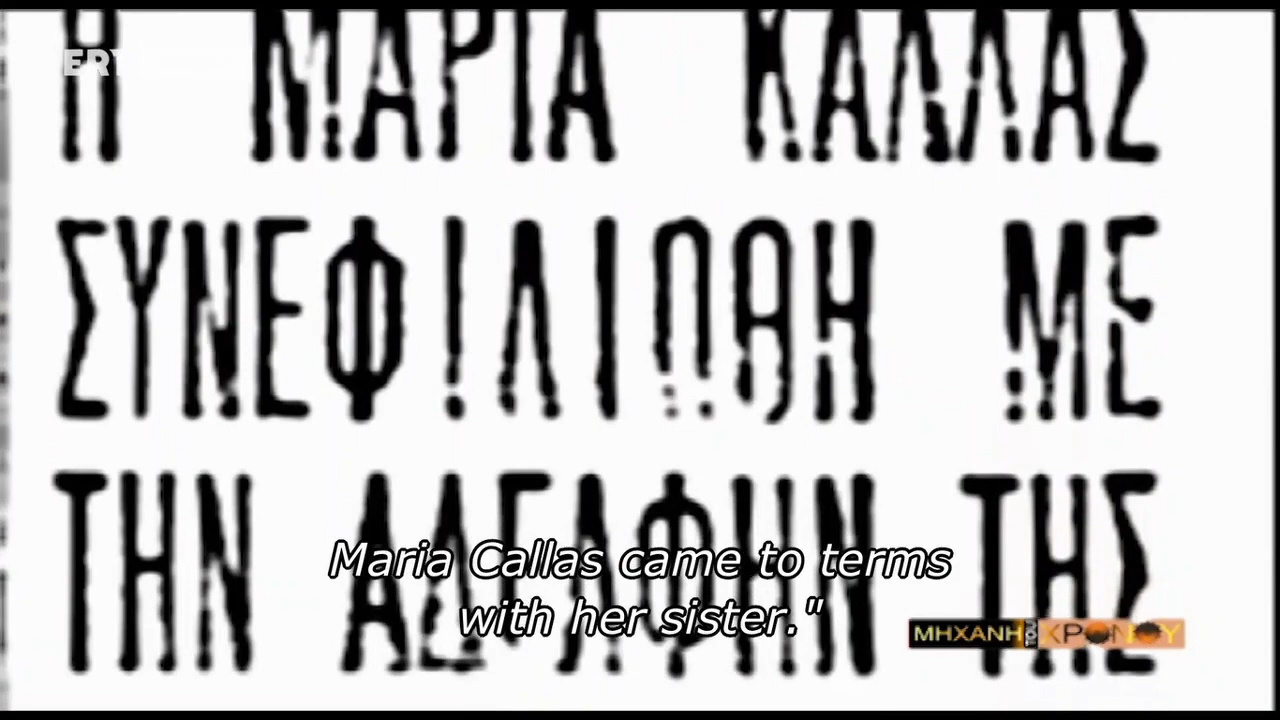 Η ΜΑΡΙΑ ΚΑΛΛΑΣ
ERT
ΣΥΝΕΦΙΛΙΩΘΗ ΜΕ
ΤΗΝ ΑΔΕΛΦΗΝ ΤΗΣ
Maria Callas came to terms
with her sister."
ΜΗΧΑΝΗ ΤΟΥ ΧΡΟΝΟΥ